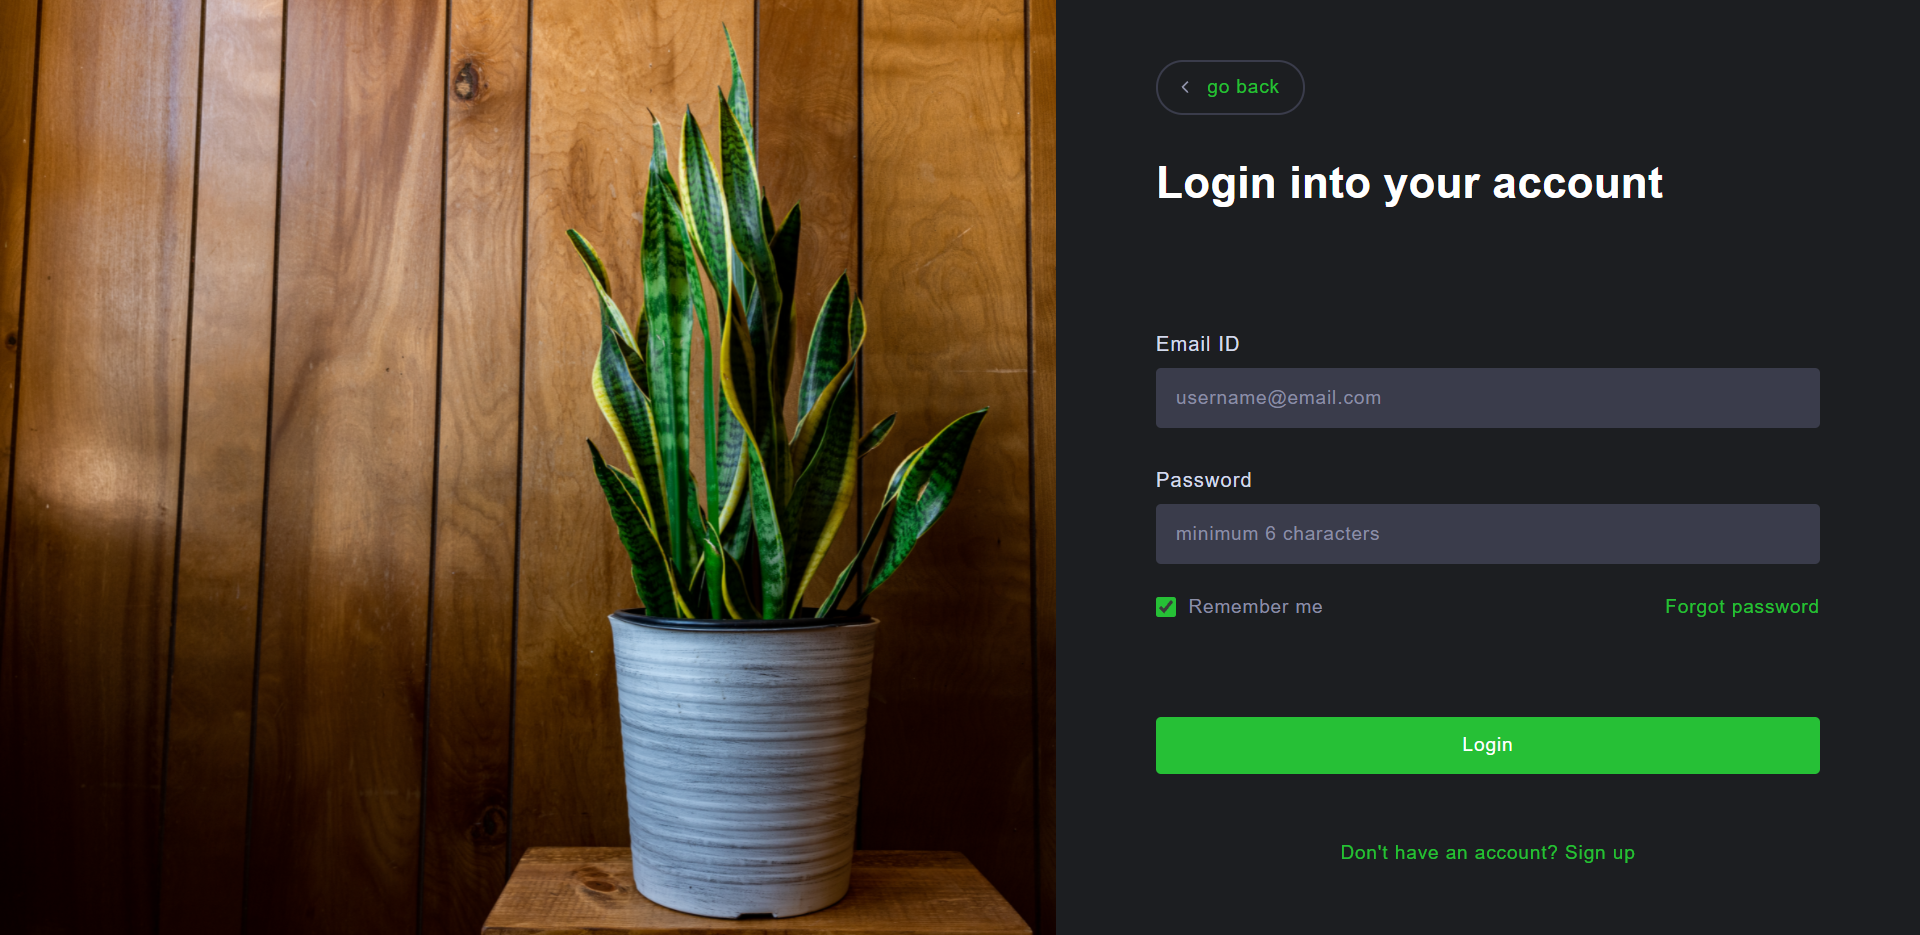 go back
Login into your account
Email ID
username@email.com
Password
minimum 6 characters
Remember me
Forgot password
Login
Don't have an account? Sign up